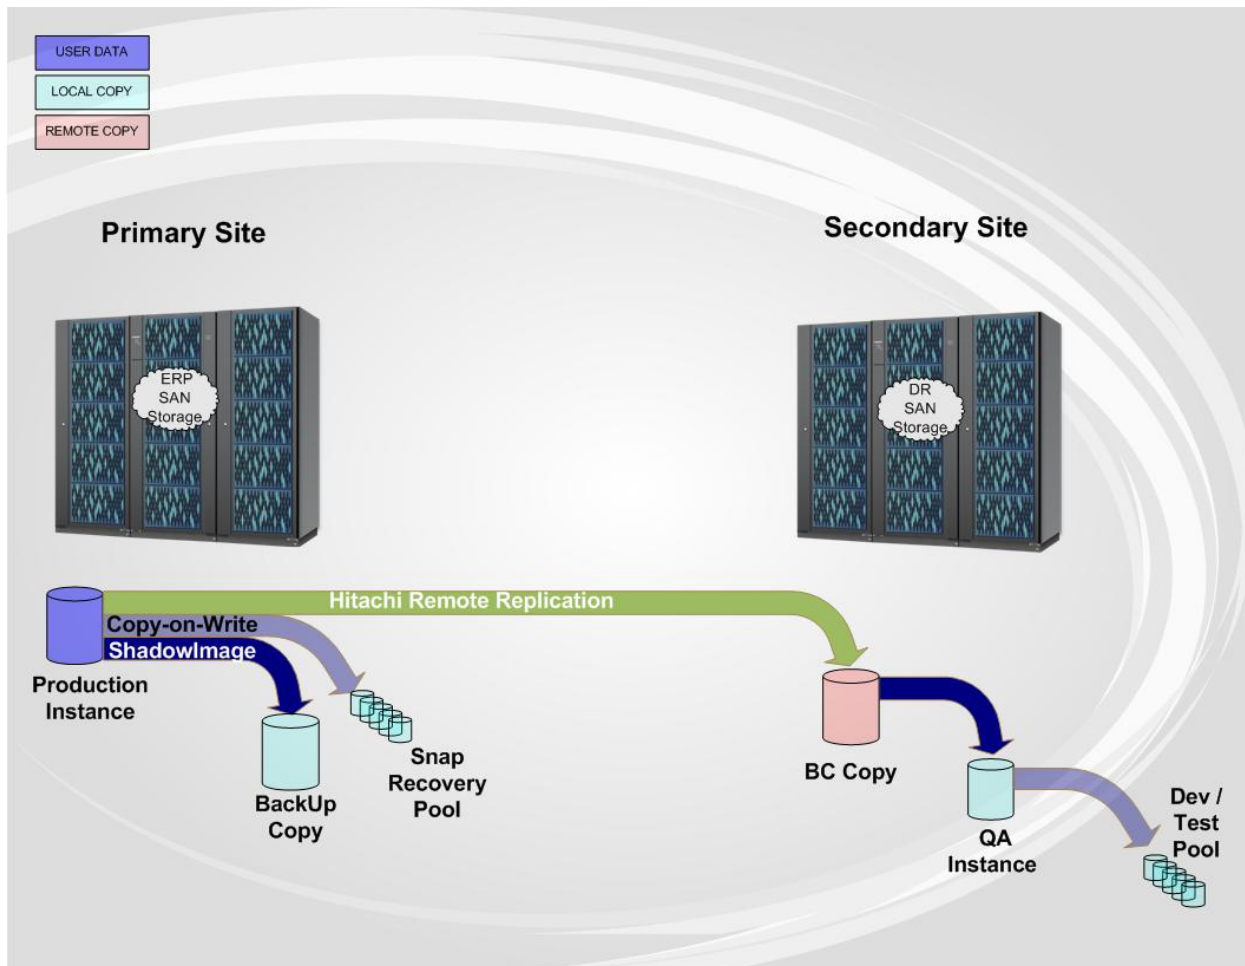 USER DATA
LOCAL COPY
REMOTE COPY
Primary Site
Secondary Site
ERP
SAN
Storage
DR
SAN
Storage
Hitachi Remote Replication
Copy-on-Write
ShadowImage
Production
Instance
BackUp
Copy
Snap
Recovery
Pool
BC Copy
QA
Instance
Dev /
Test
Pool